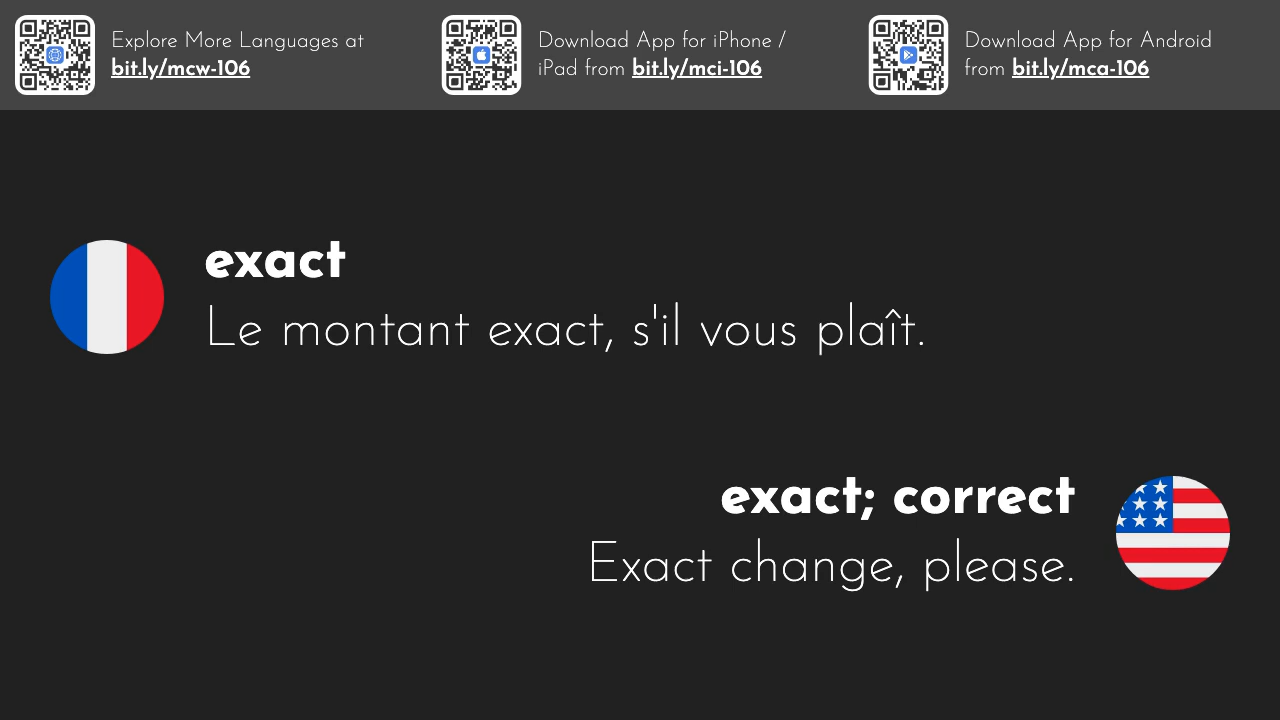 Explore More Languages at
bit.ly/mcw-106
Download App for iPhone /
iPad from bit.ly/mci-106
Download App for Android
from bit.ly/mca-106
exact
Le montant exact, s'il vous plaît.
exact; correct
Exact change, please.